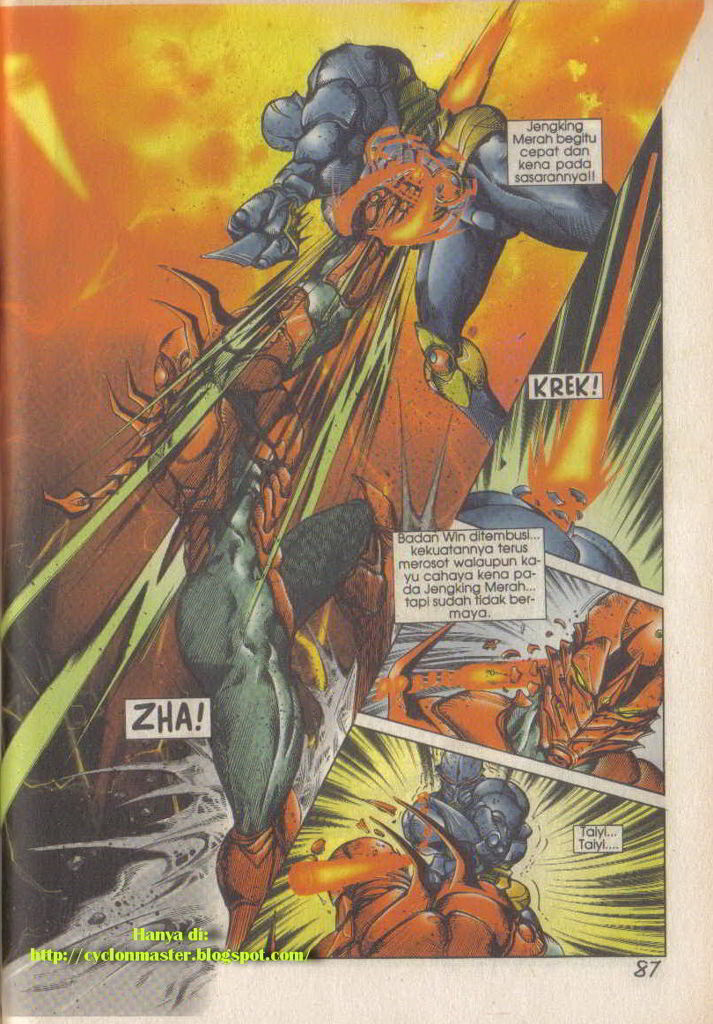 Jengking
Merah begitu
cepat dan
kena pada
sasarannya!!
KREK!
Badan Win ditembusi...
kekuatannya terus
merosot walaupun ka-
yu cahaya kena pa-
da Jengking Merah...
tapi sudah tidak ber-
maya.
ZHA!
Taiyi...
Taiyi....
Hanya di:
http://cyclonmaster.blogspot.com
87